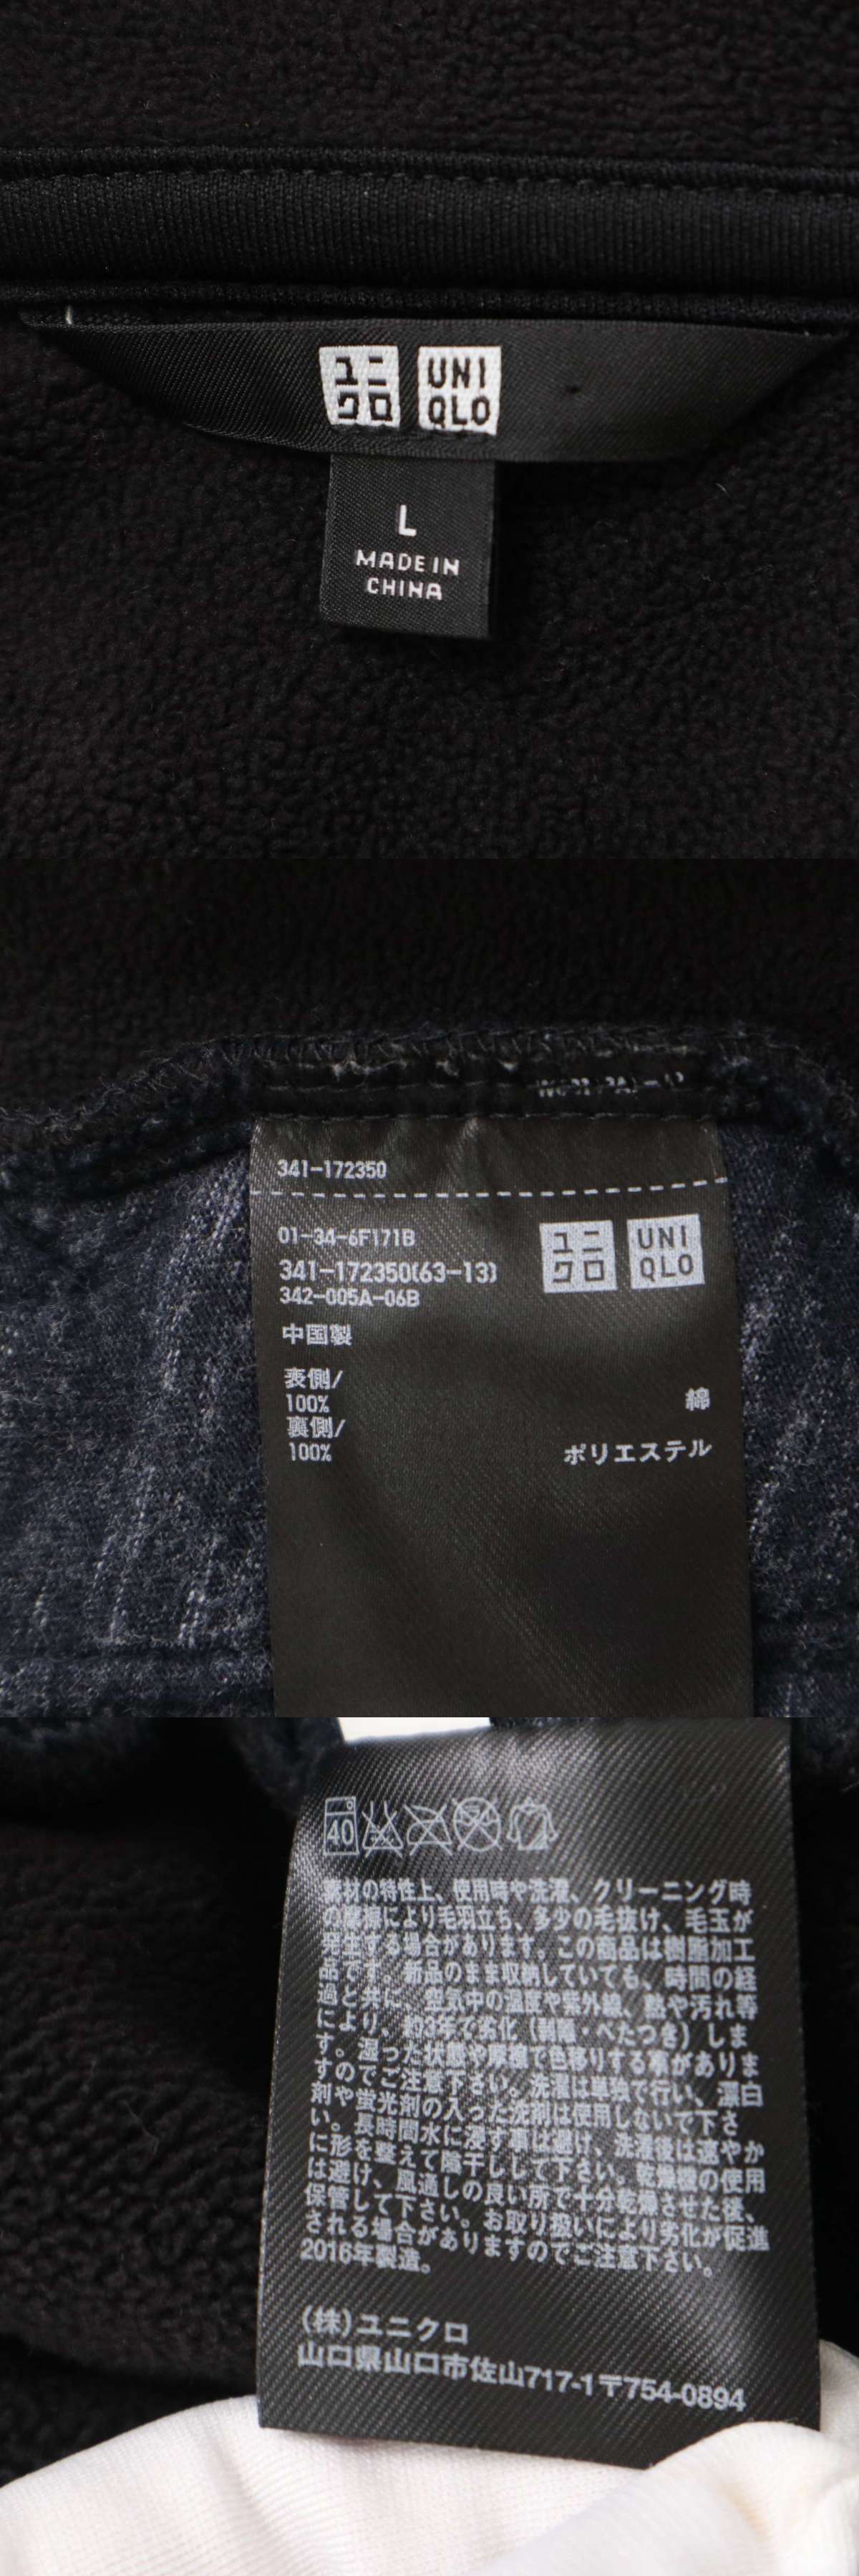 ユニ
クロ
UNI
QLO
L
MADE IN
CHINA
341-172350
01-34-6F171B
341-172350(63-13)
342-005A-06B
ユニ
クロ
UNI
QLO
中国製
表側/
100% 綿
裏側/
100% ポリエステル
40
素材の特性上、使用時や洗濯、クリーニング時
の摩擦により毛羽立ち、多少の毛抜け、毛玉が
発生する場合があります。この商品は樹脂加工
品です。新品のまま収納していても、時間の経
過と共に、空気中の温度や紫外線、熱や汚れ等
により、約3年で劣化(剥離・べたつき)しま
す。湿った状態や摩擦で色移りする事がありま
すのでご注意下さい。洗濯は単独で行い、漂白
剤や蛍光剤の入った洗剤は使用しないで下さ
い。長時間水に浸す事は避け、洗濯後は速やか
に形を整えて陰干しして下さい。乾燥機の使用
は避け、風通しの良い所で十分乾燥させた後、
保管して下さい。お取り扱いにより劣化が促進
される場合がありますのでご注意下さい。
2016年製造。
(株)ユニクロ
山口県山口市佐山717-1〒754-0894